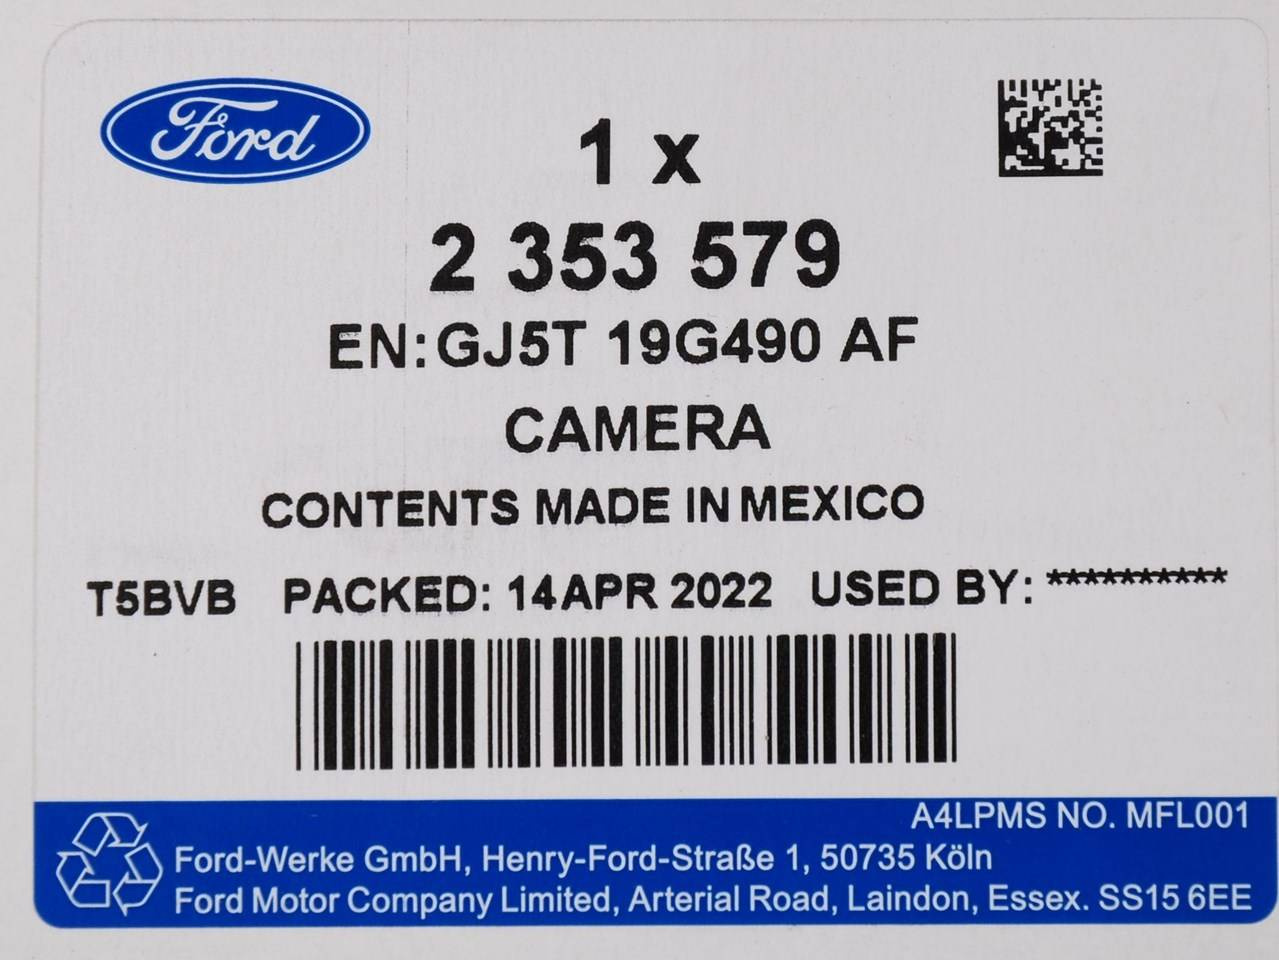 Ford
1 x
2 353 579
EN:GJ5T 19G490 AF
CAMERA
CONTENTS MADE IN MEXICO
T5BVB PACKED: 14APR 2022 USED BY: **********
A4LPMS NO. MFL001
Ford-Werke GmbH, Henry-Ford-Straße 1, 50735 Köln
Ford Motor Company Limited, Arterial Road, Laindon, Essex. SS15 6EE